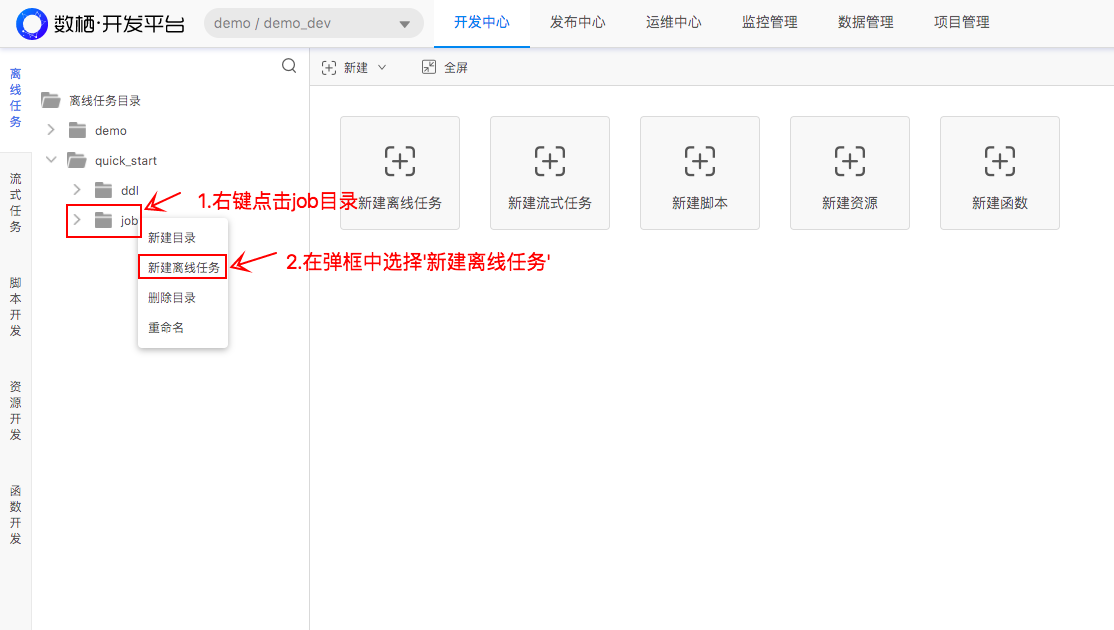 数栖·开发平台
demo / demo_dev
开发中心
发布中心
运维中心
监控管理
数据管理
项目管理
离线任务
流式任务
脚本开发
资源开发
函数开发
新建
全屏
离线任务目录
demo
quick_start
ddl
job
1.右键点击job目录
新建目录
新建离线任务
删除目录
重命名
2.在弹框中选择'新建离线任务'
新建离线任务
新建流式任务
新建脚本
新建资源
新建函数